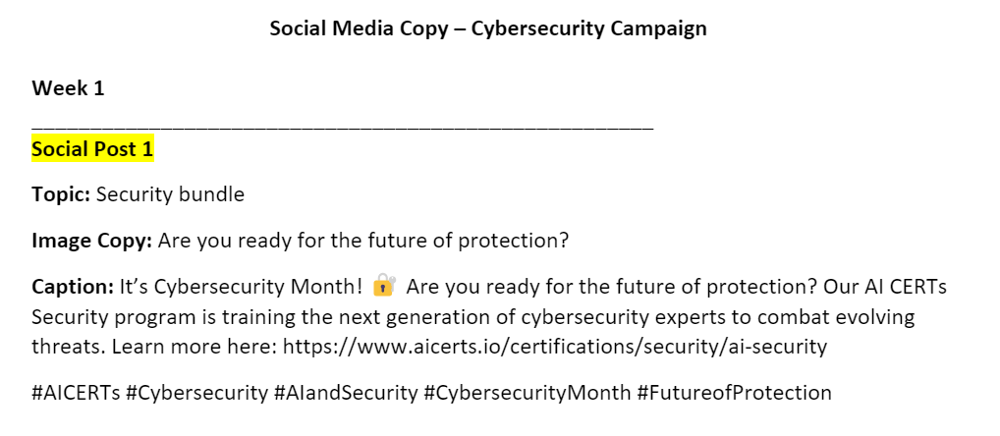 Social Media Copy – Cybersecurity Campaign
Week 1
Social Post 1
Topic: Security bundle
Image Copy: Are you ready for the future of protection?
Caption: It’s Cybersecurity Month! 🔐 Are you ready for the future of protection? Our AI CERTs
Security program is training the next generation of cybersecurity experts to combat evolving
threats. Learn more here: https://www.aicerts.io/certifications/security/ai-security
#AICERTs #Cybersecurity #AIandSecurity #CybersecurityMonth #FutureofProtection